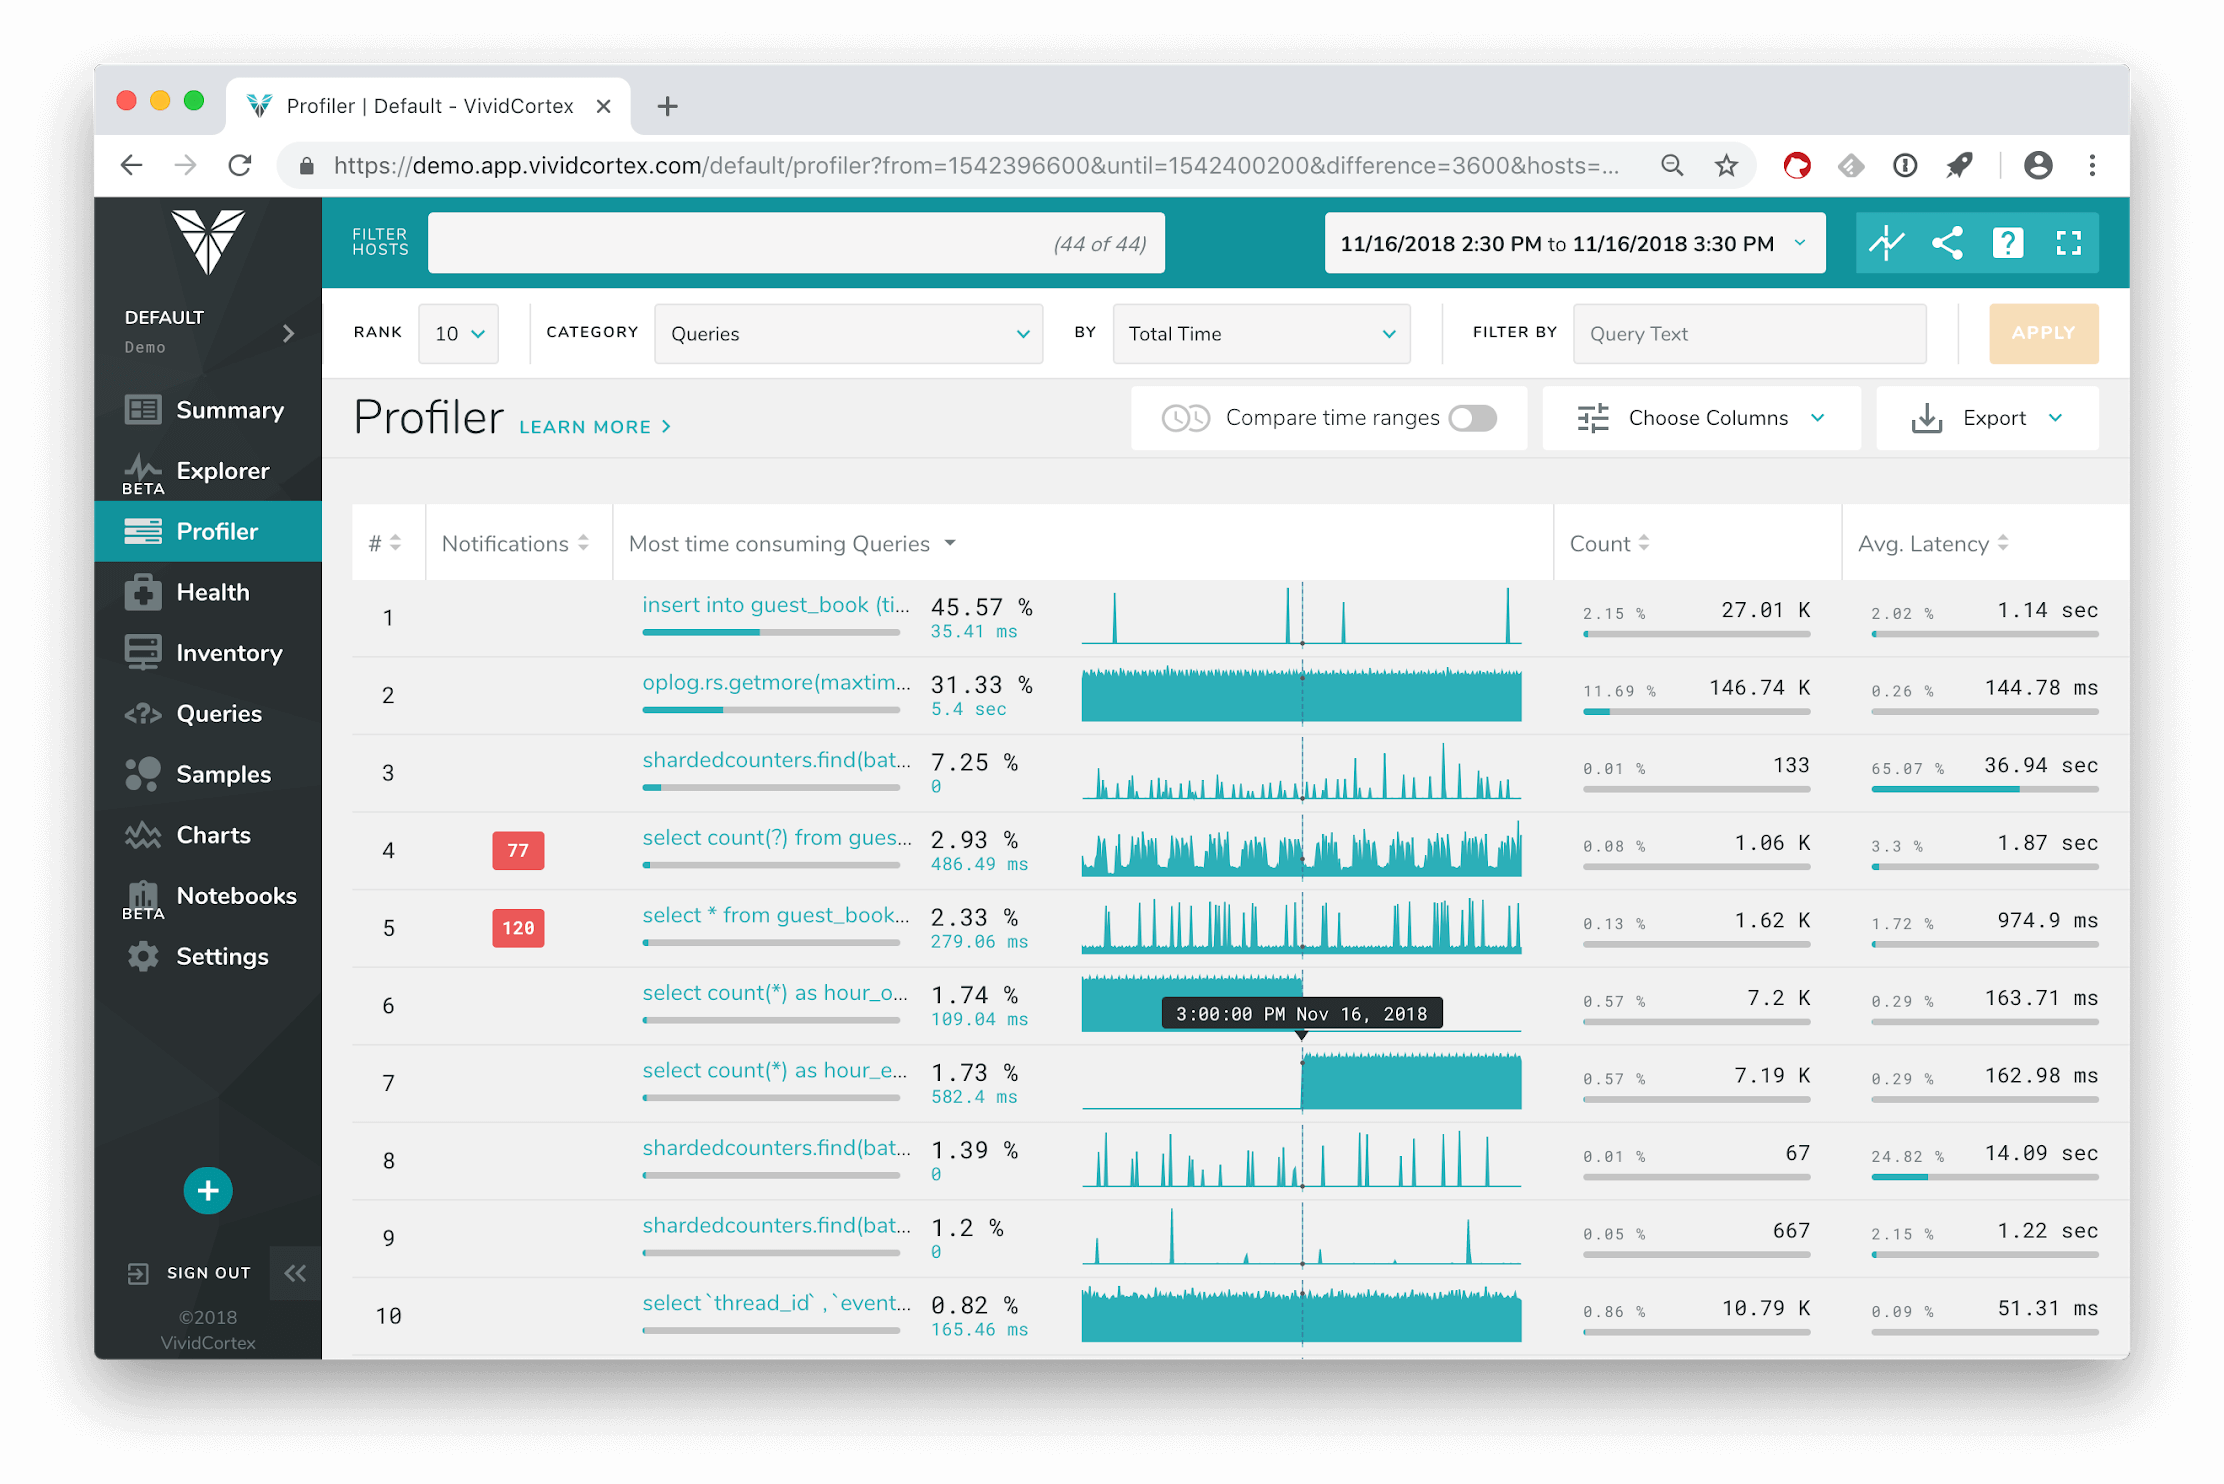 Profiler | Default - VividCortex
https://demo.app.vividcortex.com/default/profiler?from=1542396600&until=1542400200&difference=3600&hosts=...
FILTER
HOSTS
(44 of 44)
11/16/2018 2:30 PM to 11/16/2018 3:30 PM
?
DEFAULT
Demo
Summary
Explorer
BETA
Profiler
Health
Inventory
Queries
Samples
Charts
Notebooks
BETA
Settings
SIGN OUT
©2018
VividCortex
RANK 10 CATEGORY Queries BY Total Time FILTER BY Query Text APPLY
Profiler LEARN MORE
Compare time ranges Choose Columns Export
# Notifications Most time consuming Queries Count Avg. Latency
1 insert into guest_book (ti... 45.57 % 2.15 % 27.01 K 2.02 % 1.14 sec
35.41 ms
2 oplog.rs.getmore(maxtim... 31.33 % 11.69 % 146.74 K 0.26 % 144.78 ms
5.4 sec
3 shardedcounters.find(bat... 7.25 % 0.01 % 133 65.07 % 36.94 sec
0
4 77 select count(?) from gues... 2.93 % 0.08 % 1.06 K 3.3 % 1.87 sec
486.49 ms
5 120 select * from guest_book... 2.33 % 0.13 % 1.62 K 1.72 % 974.9 ms
279.06 ms
6 select count(*) as hour_o... 1.74 % 0.57 % 7.2 K 0.29 % 163.71 ms
109.04 ms
3:00:00 PM Nov 16, 2018
7 select count(*) as hour_e... 1.73 % 0.57 % 7.19 K 0.29 % 162.98 ms
582.4 ms
8 shardedcounters.find(bat... 1.39 % 0.01 % 67 24.82 % 14.09 sec
0
9 shardedcounters.find(bat... 1.2 % 0.05 % 667 2.15 % 1.22 sec
0
10 select `thread_id` ,`event... 0.82 % 0.86 % 10.79 K 0.09 % 51.31 ms
165.46 ms